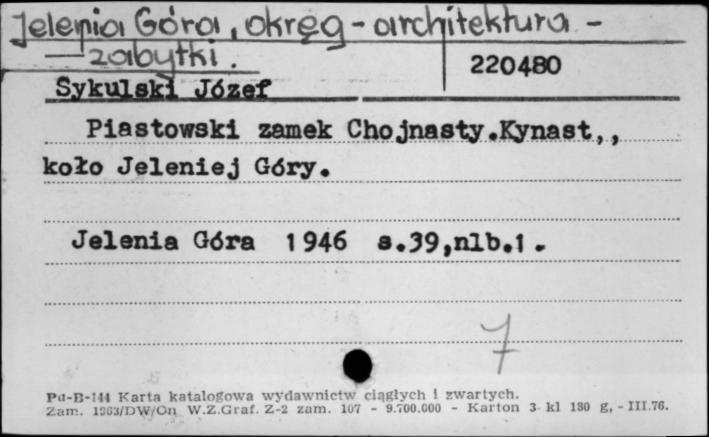 Jelenia Góra, okręg - architektura -
- zabytki.
220480
Sykulski Józef
Piastowski zamek Chojnasty.Kynast,,
koło Jeleniej Góry.
Jelenia Góra 1946 s.39,nlb.1.
7
Pu-B-144 Karta katalogowa wydawnictw ciągłych i zwartych.
Zam. 1363/DW/On W.Z.Graf. Z-2 zam. 107 - 9.700.000 - Karton 3 kl 180 g, - III.76.